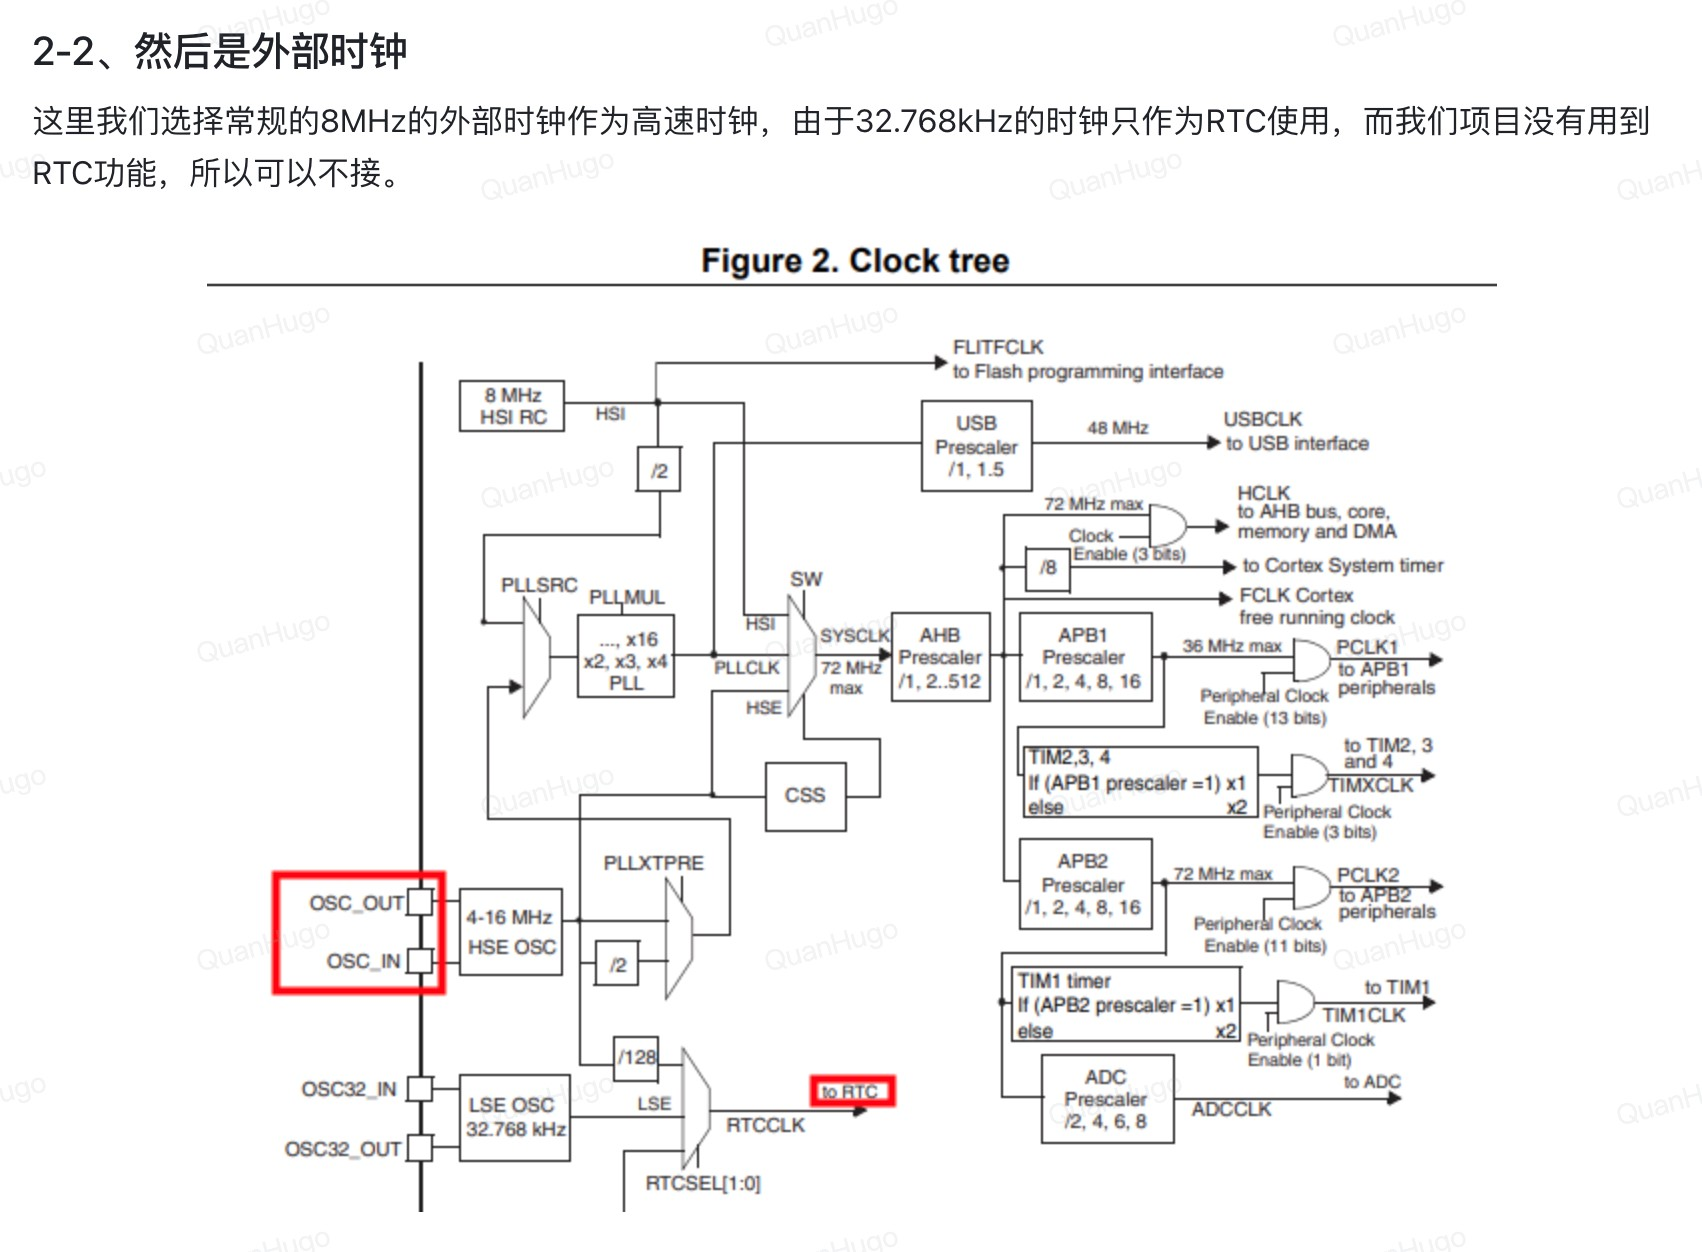 2-2、然后是外部时钟
这里我们选择常规的8MHz的外部时钟作为高速时钟，由于32.768kHz的时钟只作为RTC使用，而我们项目没有用到
RTC功能，所以可以不接。
Figure 2. Clock tree
FLITFCLK
to Flash programming interface
8 MHz
HSI RC
HSI
/2
USB
Prescaler
/1, 1.5
48 MHz
USBCLK
to USB interface
72 MHz max
Clock
Enable (3 bits)
HCLK
to AHB bus, core,
memory and DMA
/8
to Cortex System timer
FCLK Cortex
free running clock
PLLSRC
PLLMUL
..., x16
x2, x3, x4
PLL
SW
HSI
PLLCLK
HSE
SYSCLK
72 MHz
max
AHB
Prescaler
/1, 2..512
APB1
Prescaler
/1, 2, 4, 8, 16
36 MHz max
PCLK1
to APB1
peripherals
Peripheral Clock
Enable (13 bits)
TIM2,3, 4
If (APB1 prescaler =1) x1
else x2
to TIM2, 3
and 4
TIMXCLK
Peripheral Clock
Enable (3 bits)
CSS
PLLXTPRE
OSC_OUT
OSC_IN
4-16 MHz
HSE OSC
/2
APB2
Prescaler
/1, 2, 4, 8, 16
72 MHz max
PCLK2
to APB2
peripherals
Peripheral Clock
Enable (11 bits)
TIM1 timer
If (APB2 prescaler =1) x1
else x2
to TIM1
TIM1CLK
Peripheral Clock
Enable (1 bit)
/128
OSC32_IN
OSC32_OUT
LSE OSC
32.768 kHz
LSE
to RTC
RTCCLK
RTCSEL[1:0]
ADC
Prescaler
/2, 4, 6, 8
to ADC
ADCCLK
QuanHugo